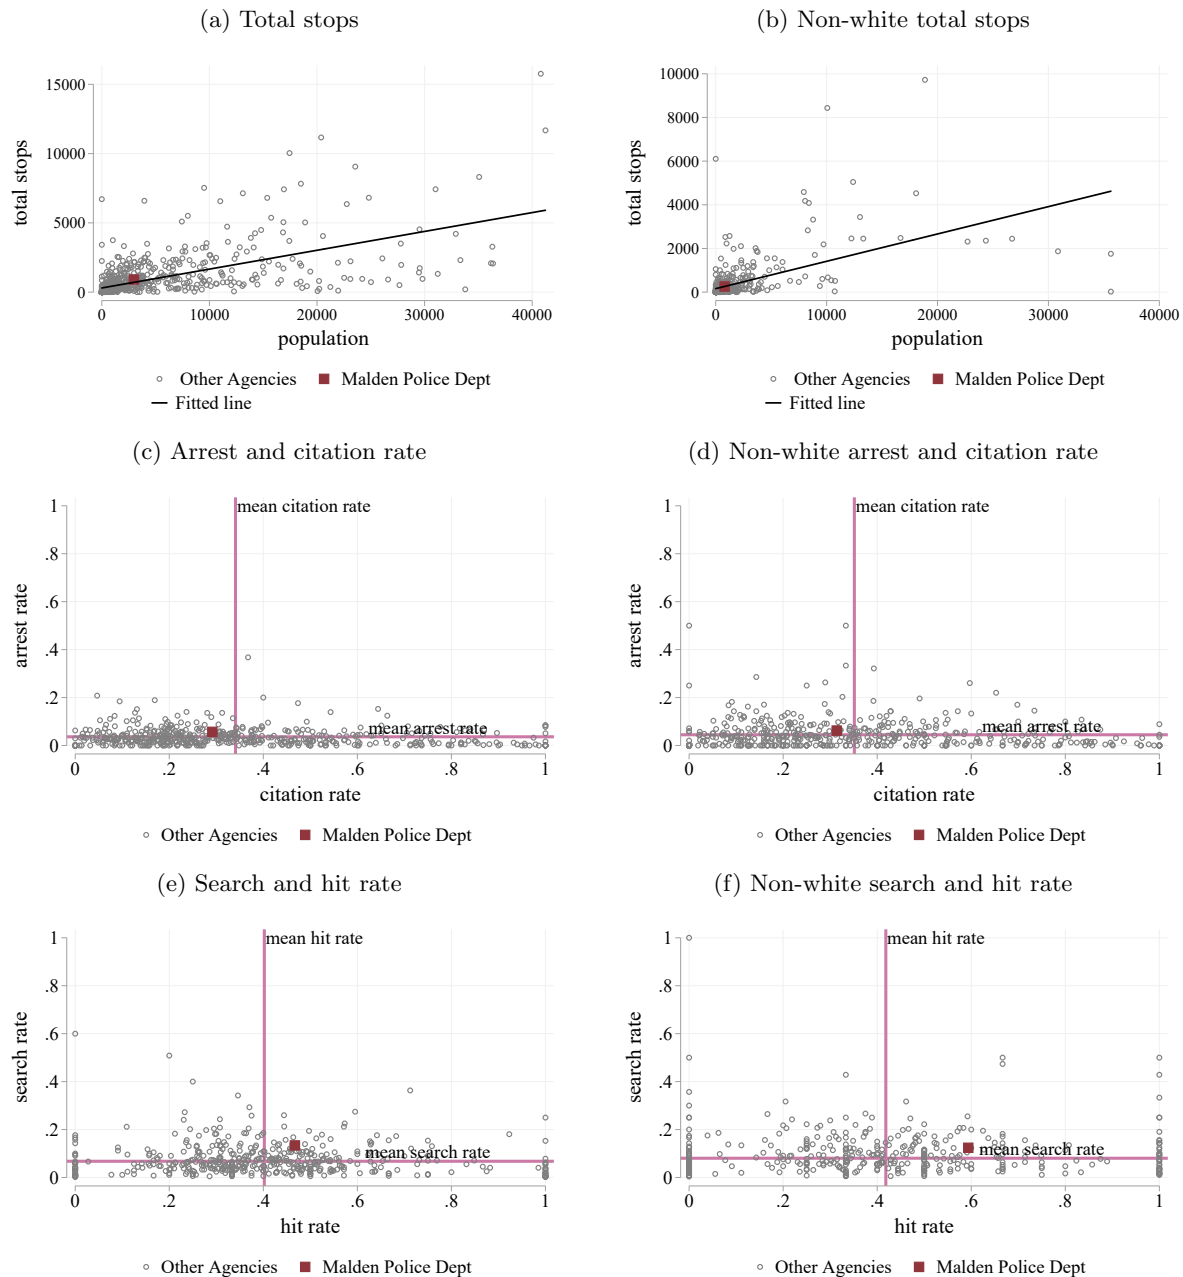 (a) Total stops
(b) Non-white total stops
total stops
15000
10000
5000
0
0 10000 20000 30000 40000
population
Other Agencies Malden Police Dept
Fitted line
total stops
10000
8000
6000
4000
2000
0
0 10000 20000 30000 40000
population
Other Agencies Malden Police Dept
Fitted line
(c) Arrest and citation rate
(d) Non-white arrest and citation rate
arrest rate
1
.8
.6
.4
.2
0
mean citation rate
mean arrest rate
0 .2 .4 .6 .8 1
citation rate
Other Agencies Malden Police Dept
arrest rate
1
.8
.6
.4
.2
0
mean citation rate
mean arrest rate
0 .2 .4 .6 .8 1
citation rate
Other Agencies Malden Police Dept
(e) Search and hit rate
(f) Non-white search and hit rate
search rate
1
.8
.6
.4
.2
0
mean hit rate
mean search rate
0 .2 .4 .6 .8 1
hit rate
Other Agencies Malden Police Dept
search rate
1
.8
.6
.4
.2
0
mean hit rate
mean search rate
0 .2 .4 .6 .8 1
hit rate
Other Agencies Malden Police Dept